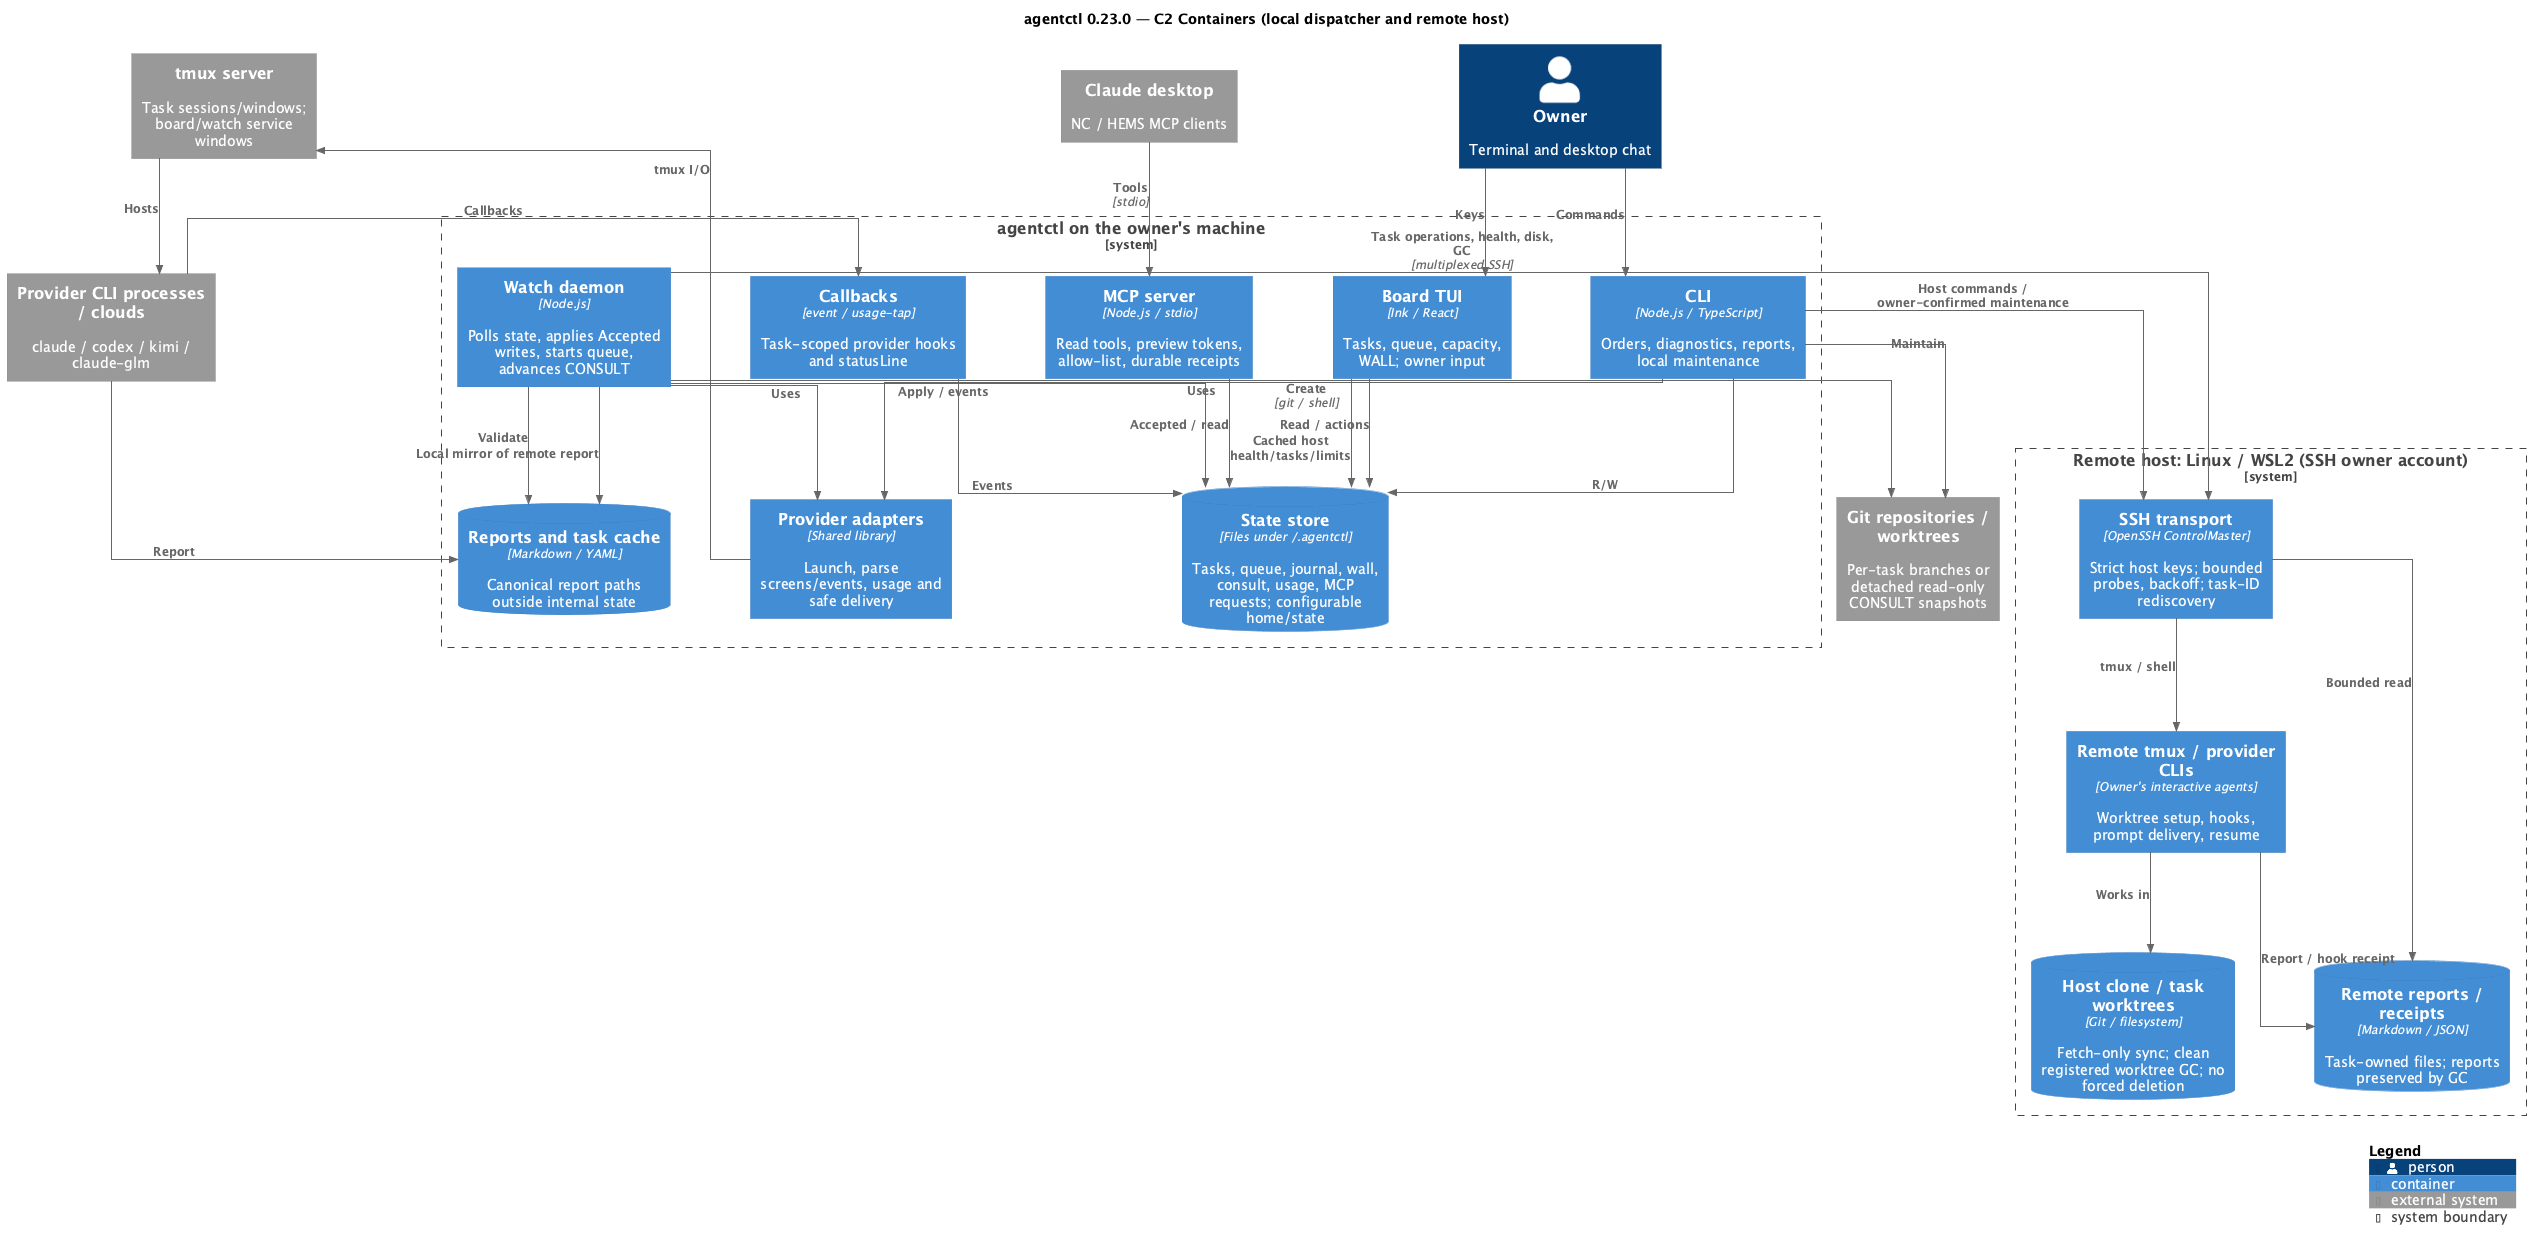 agentctl 0.23.0 — C2 Containers (local dispatcher and remote host)
tmux server
Task sessions/windows;
board/watch service
windows
Claude desktop
NC / HEMS MCP clients
Owner
Terminal and desktop chat
tmux I/O
Tools
[stdio]
Hosts
Callbacks
Keys
Commands
agentctl on the owner's machine
[system]
Task operations, health, disk,
GC
[multiplexed SSH]
Provider CLI processes
/ clouds
claude / codex / kimi /
claude-glm
Watch daemon
[Node.js]
Polls state, applies Accepted
writes, starts queue,
advances CONSULT
Callbacks
[event / usage-tap]
Task-scoped provider hooks
and statusLine
MCP server
[Node.js / stdio]
Read tools, preview tokens,
allow-list, durable receipts
Board TUI
[Ink / React]
Tasks, queue, capacity,
WALL; owner input
CLI
[Node.js / TypeScript]
Orders, diagnostics, reports,
local maintenance
Host commands /
owner-confirmed maintenance
Maintain
Uses
Apply / events
Uses
Create
[git / shell]
Accepted / read
Read / actions
Validate
Local mirror of remote report
Cached host
health/tasks/limits
Events
R/W
Report
Reports and task cache
[Markdown / YAML]
Canonical report paths
outside internal state
Provider adapters
[Shared library]
Launch, parse
screens/events, usage and
safe delivery
State store
[Files under /.agentctl]
Tasks, queue, journal, wall,
consult, usage, MCP
requests; configurable
home/state
Git repositories /
worktrees
Per-task branches or
detached read-only
CONSULT snapshots
Remote host: Linux / WSL2 (SSH owner account)
[system]
SSH transport
[OpenSSH ControlMaster]
Strict host keys; bounded
probes, backoff; task-ID
rediscovery
tmux / shell
Bounded read
Remote tmux / provider
CLIs
[Owner's interactive agents]
Worktree setup, hooks,
prompt delivery, resume
Works in
Report / hook receipt
Host clone / task
worktrees
[Git / filesystem]
Fetch-only sync; clean
registered worktree GC; no
forced deletion
Remote reports /
receipts
[Markdown / JSON]
Task-owned files; reports
preserved by GC
Legend
person
container
external system
system boundary